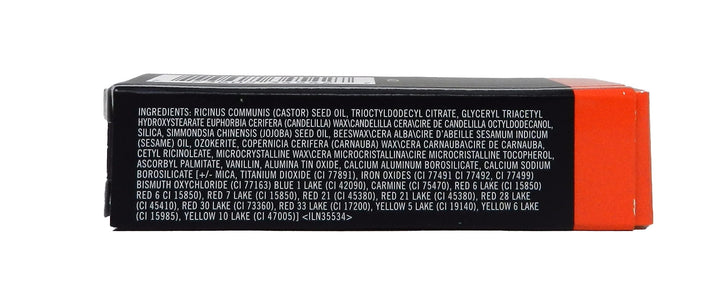 INGREDIENTS: RICINUS COMMUNIS (CASTOR) SEED OIL, TRIOCTYLDODECYL CITRATE, GLYCERYL TRIACETYL
HYDROXYSTEARATE EUPHORBIA CERIFERA (CANDELILLA) WAX\CANDELILLA CERA\CIRE DE CANDELILLA OCTYLDODECANOL,
SILICA, SIMMONDSIA CHINENSIS (JOJOBA) SEED OIL, BEESWAX\CERA ALBA\CIRE D'ABEILLE SESAMUM INDICUM
(SESAME) OIL, OZOKERITE, COPERNICIA CERIFERA (CARNAUBA) WAX\CERA CARNAUBA\CIRE DE CARNAUBA,
CETYL RICINOLEATE, MICROCRYSTALLINE WAX\CERA MICROCRISTALLINA\CIRE MICROCRISTALLINE TOCOPHEROL,
ASCORBYL PALMITATE, VANILLIN, ALUMINA TIN OXIDE, CALCIUM ALUMINUM BOROSILICATE, CALCIUM SODIUM
BOROSILICATE [+/- MICA, TITANIUM DIOXIDE (CI 77891), IRON OXIDES (CI 77491 CI 77492, CI 77499)
BISMUTH OXYCHLORIDE (CI 77163) BLUE 1 LAKE (CI 42090), CARMINE (CI 75470), RED 6 LAKE (CI 15850)
RED 6 CI 15850), RED 7 LAKE (CI 15850), RED 21 (CI 45380), RED 21 LAKE (CI 45380), RED 28 LAKE
(CI 45410), RED 30 LAKE (CI 73360), RED 33 LAKE (CI 17200), YELLOW 5 LAKE (CI 19140), YELLOW 6 LAKE
(CI 15985), YELLOW 10 LAKE (CI 47005)] <ILN35534>